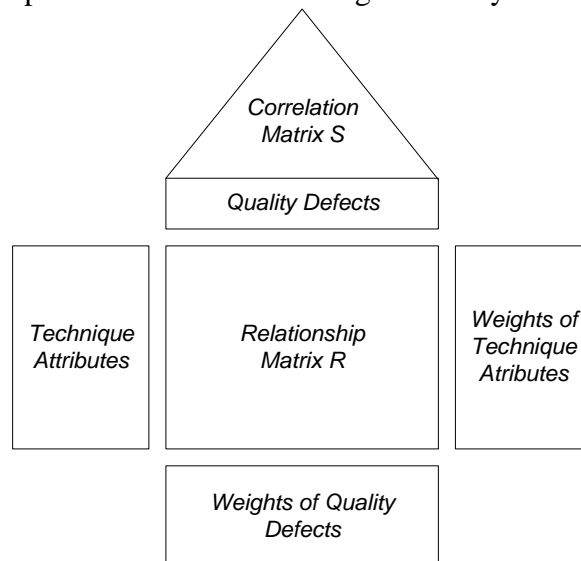 Correlation
Matrix S
Quality Defects
Technique
Attributes
Relationship
Matrix R
Weights of
Technique
Atributes
Weights of Quality
Defects